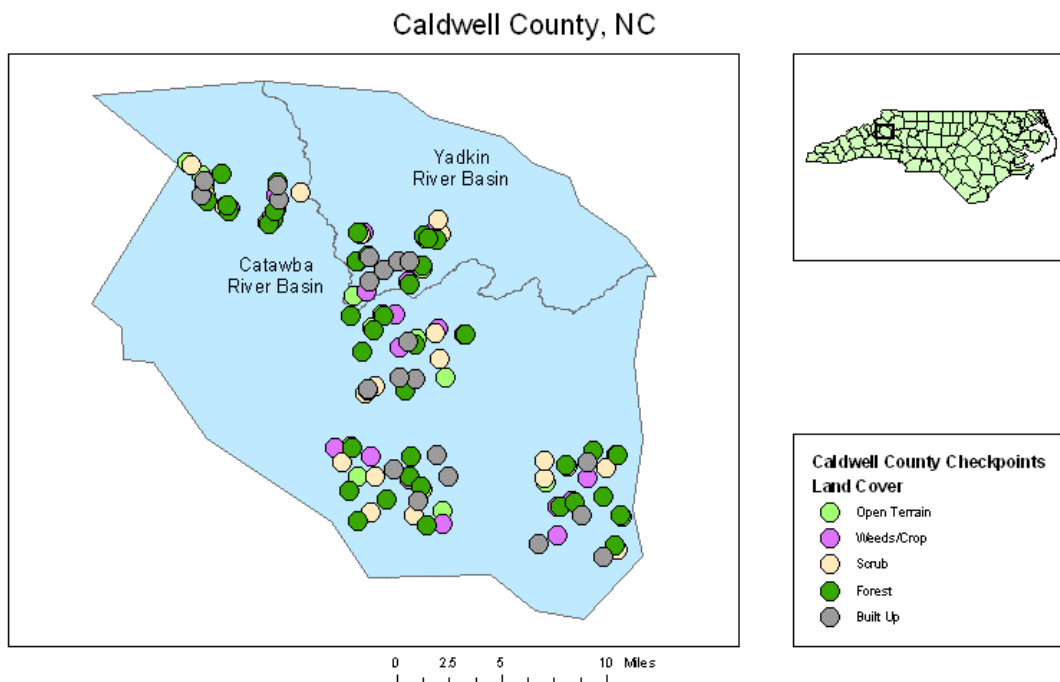 Caldwell County, NC
Yadkin
River Basin
Catawba
River Basin
Caldwell County Checkpoints
Land Cover
Open Terrain
Weeds/Crop
Scrub
Forest
Built Up
0 2.5 5 10 Miles